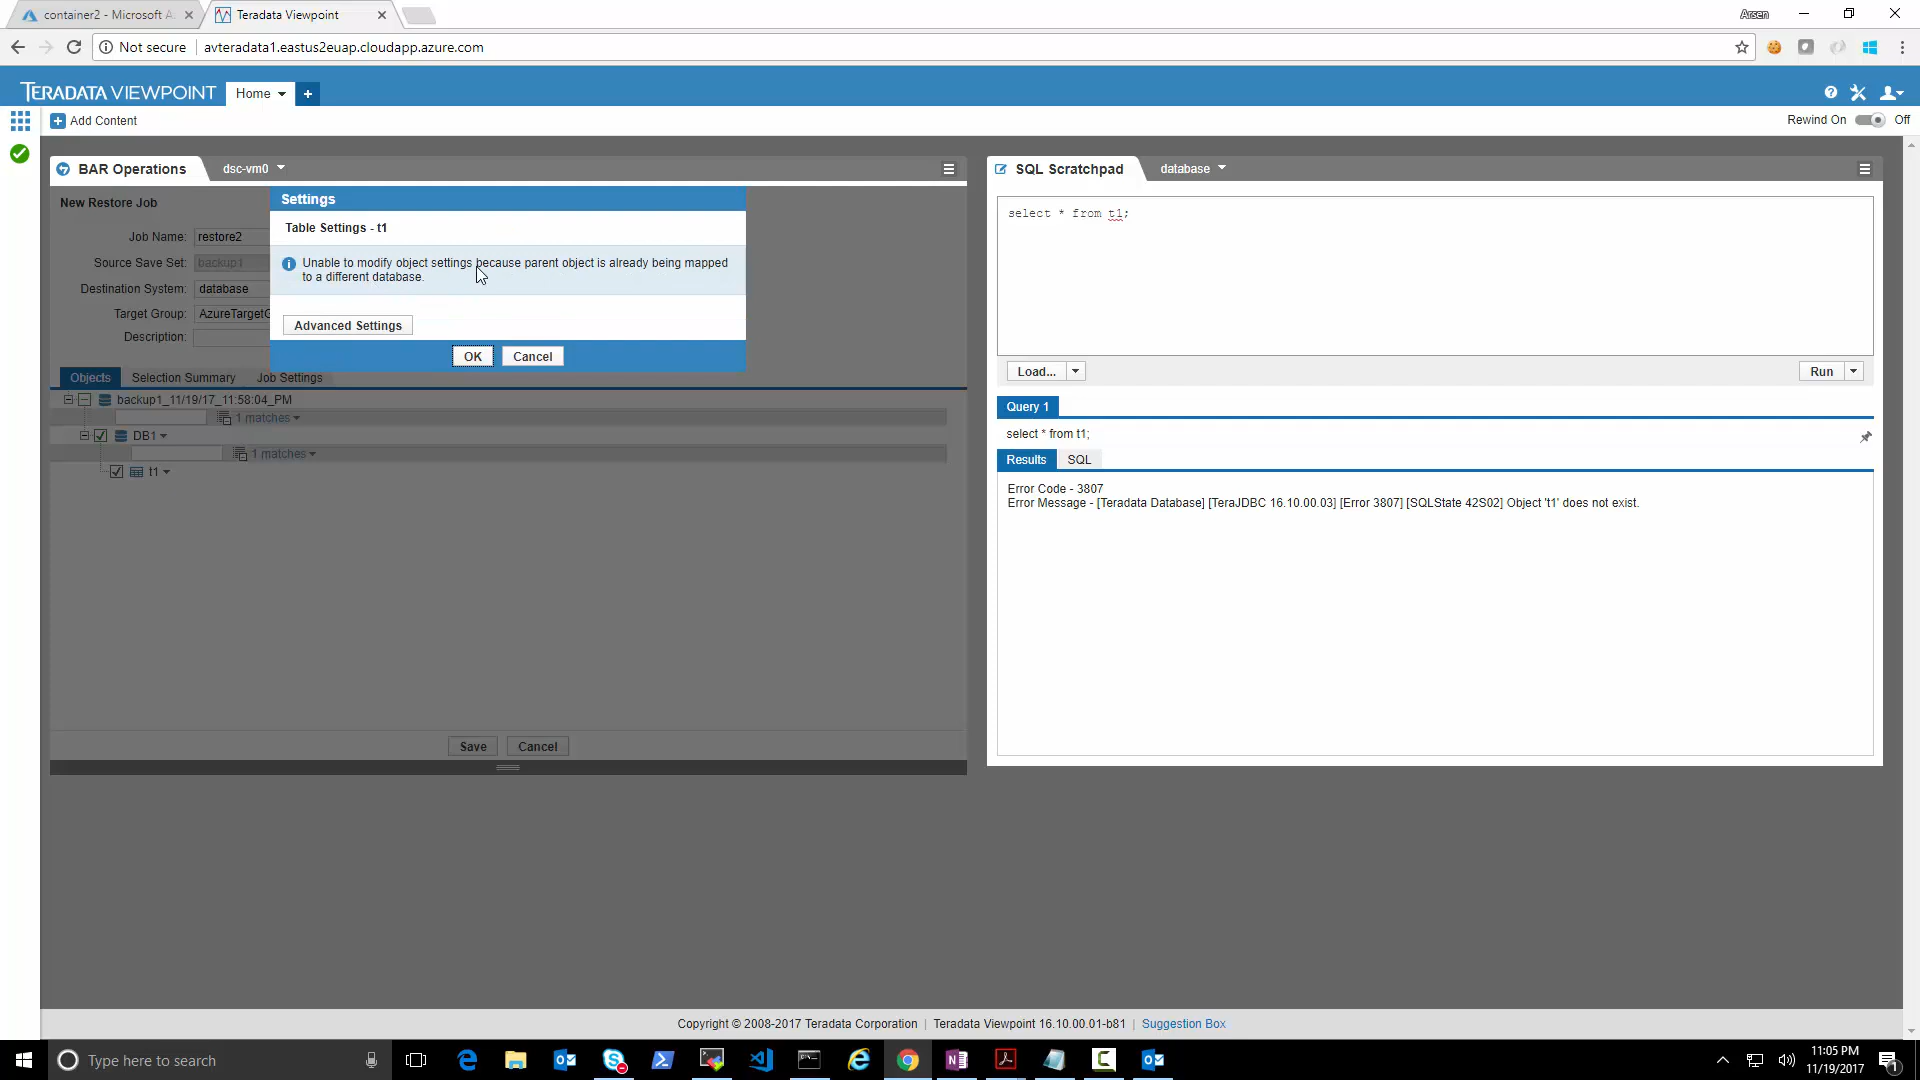 container2 - Microsoft A
Teradata Viewpoint
Arsen
Not secure
avteradata1.eastus2euap.cloudapp.azure.com
TERADATA VIEWPOINT
Home
Add Content
Rewind On
Off
BAR Operations
dsc-vm0
New Restore Job
Job Name:
restore2
Source Save Set:
backup1
Destination System:
database
Target Group:
AzureTargetG
Description:
Settings
Table Settings - t1
Unable to modify object settings because parent object is already being mapped
to a different database.
Advanced Settings
OK
Cancel
Objects
Selection Summary
Job Settings
backup1_11/19/17_11:58:04_PM
1 matches
DB1
1 matches
t1
Save
Cancel
SQL Scratchpad
database
select * from t1;
Load...
Run
Query 1
select * from t1;
Results
SQL
Error Code - 3807
Error Message - [Teradata Database] [TeraJDBC 16.10.00.03] [Error 3807] [SQLState 42S02] Object 't1' does not exist.
Copyright © 2008-2017 Teradata Corporation | Teradata Viewpoint 16.10.00.01-b81 | Suggestion Box
Type here to search
11:05 PM
11/19/2017
1